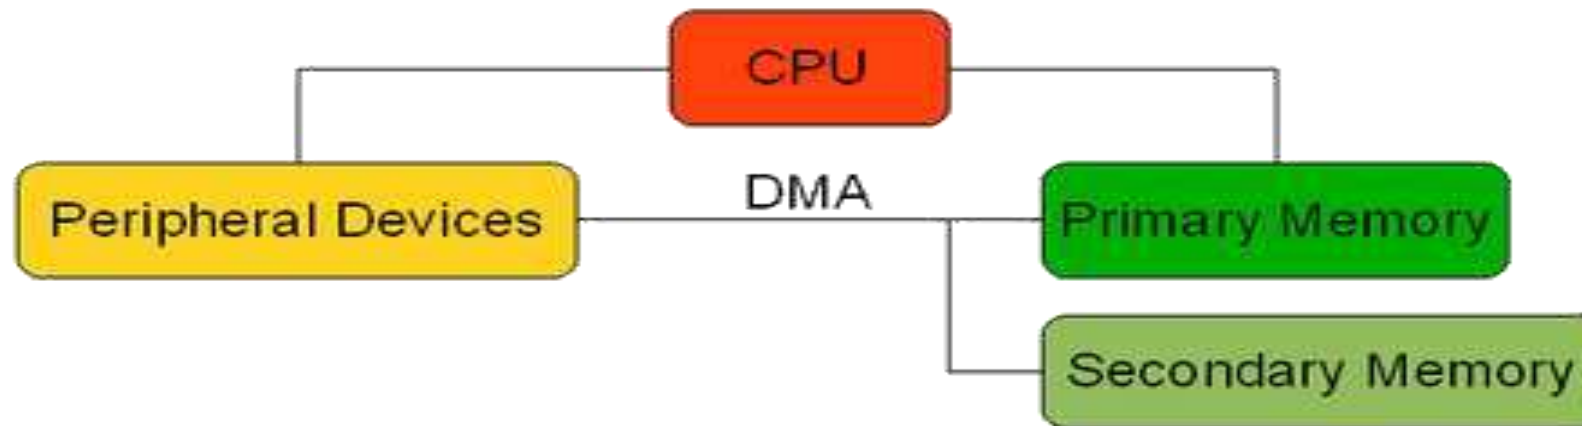 CPU
DMA
Peripheral Devices
Primary Memory
Secondary Memory